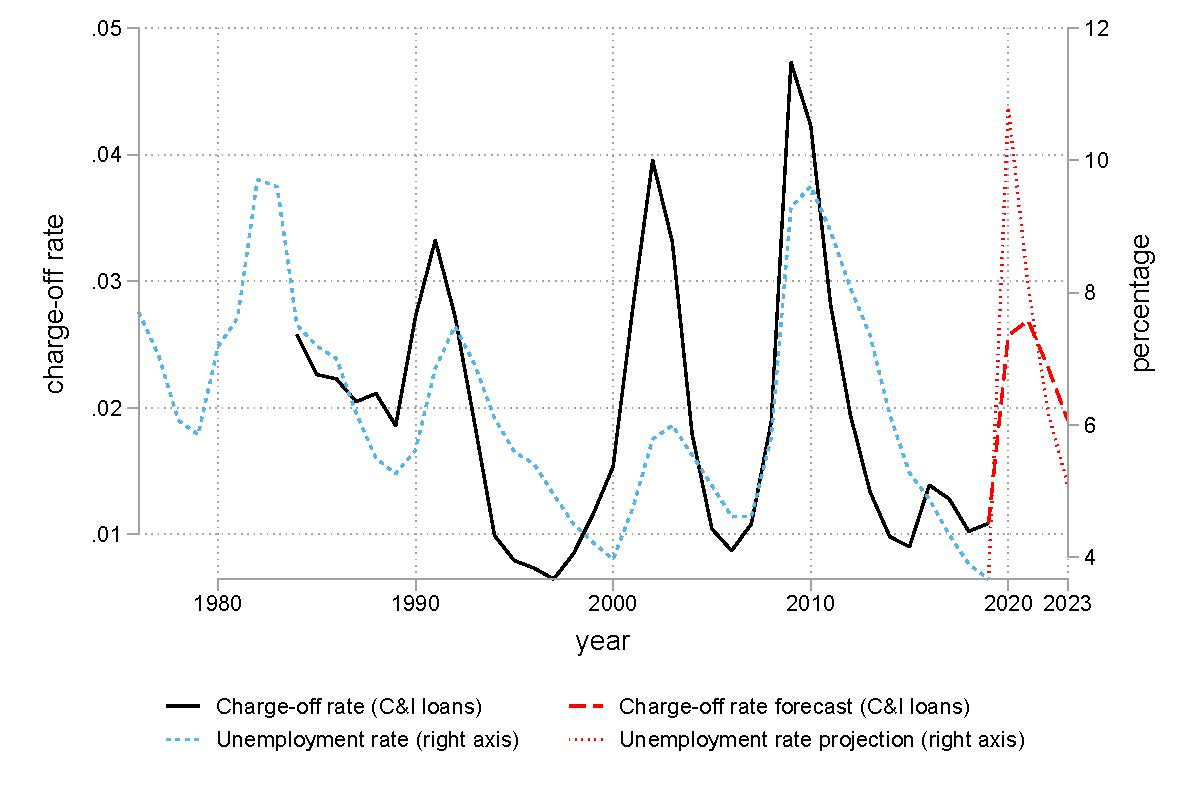 .05
.04
.03
.02
.01
charge-off rate
12
10
8
6
4
percentage
1980 1990 2000 2010 2020 2023
year
Charge-off rate (C&I loans) Charge-off rate forecast (C&I loans)
Unemployment rate (right axis) Unemployment rate projection (right axis)